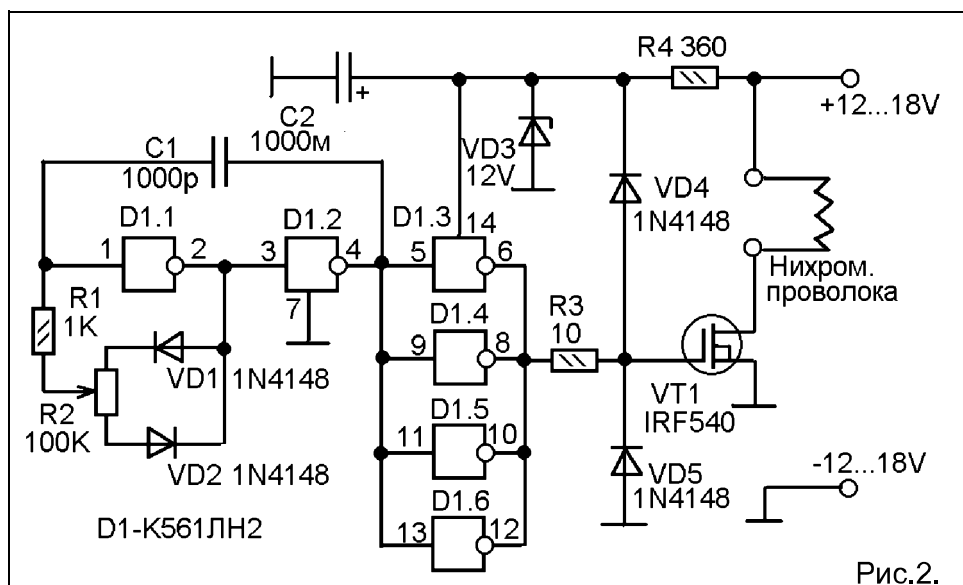 R4 360
+12...18V
+
C2
1000м
C1
1000p
VD3
12V
VD4
1N4148
D1.1
D1.2
D1.3
14
1
2
3
4
5
6
7
Нихром.
проволока
R1
1K
D1.4
R3
10
9
8
VD1 1N4148
R2
100K
VT1
IRF540
D1.5
11
10
VD2 1N4148
VD5
1N4148
-12...18V
D1.6
13
12
D1-К561ЛН2
Рис.2.